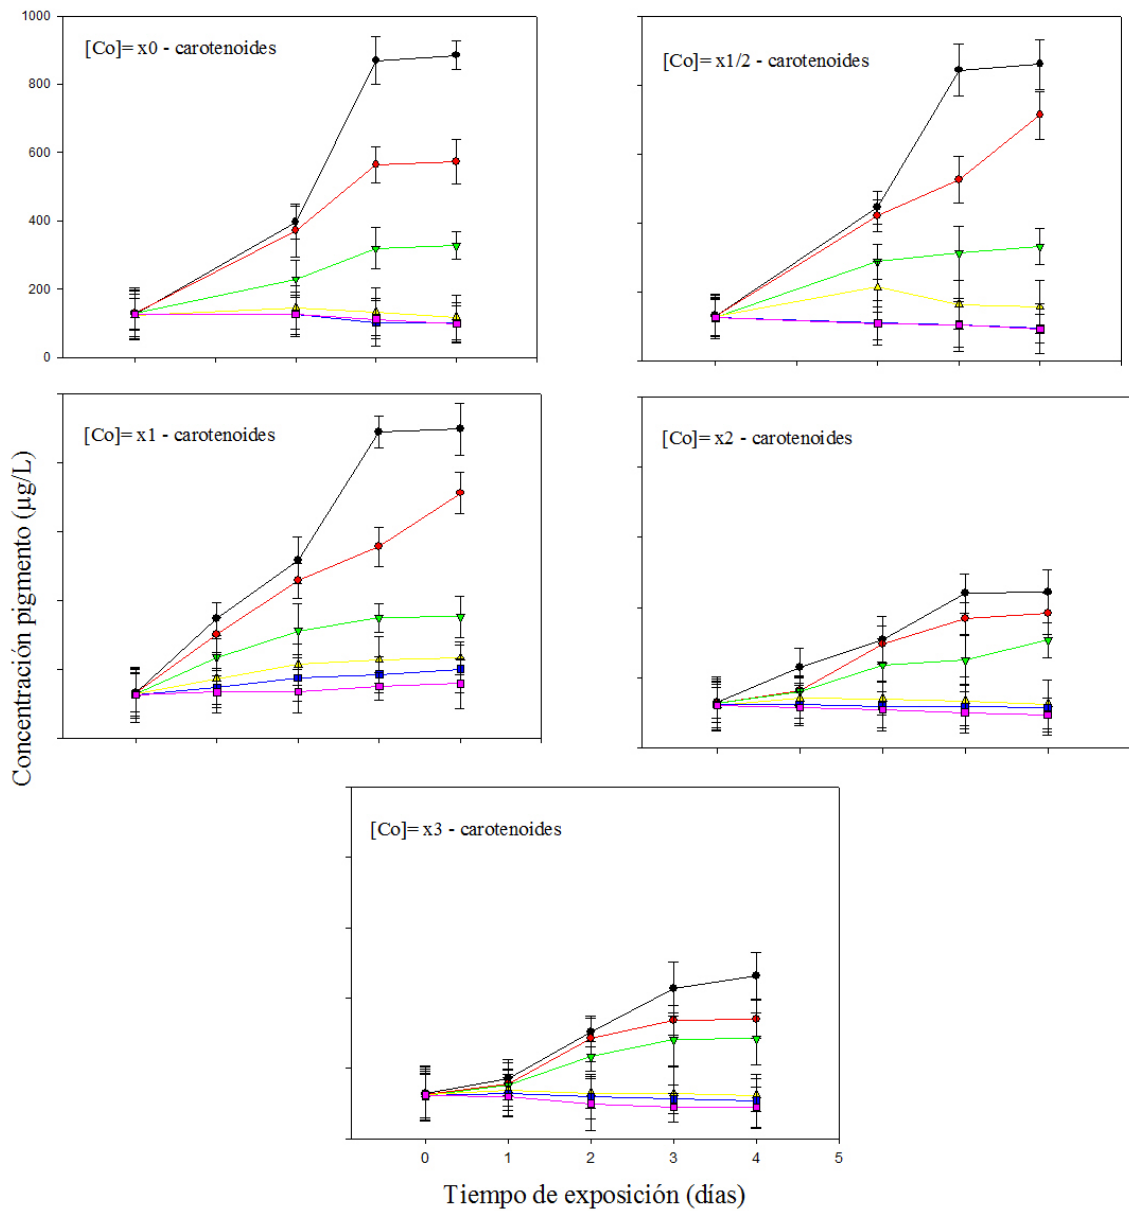 1000
[Co]= x0 - carotenoides
800
600
400
200
0
[Co]= x1/2 - carotenoides
[Co]= x1 - carotenoides
[Co]= x2 - carotenoides
Concentración pigmento (µg/L)
[Co]= x3 - carotenoides
0 1 2 3 4 5
Tiempo de exposición (días)